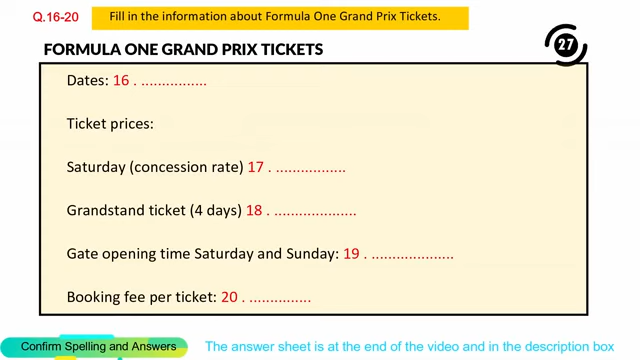 Q.16-20
Fill in the information about Formula One Grand Prix Tickets.
FORMULA ONE GRAND PRIX TICKETS
27
Dates: 16 . ................
Ticket prices:
Saturday (concession rate) 17 . .................
Grandstand ticket (4 days) 18 . ....................
Gate opening time Saturday and Sunday: 19 . ....................
Booking fee per ticket: 20 . ...............
Confirm Spelling and Answers
The answer sheet is at the end of the video and in the description box